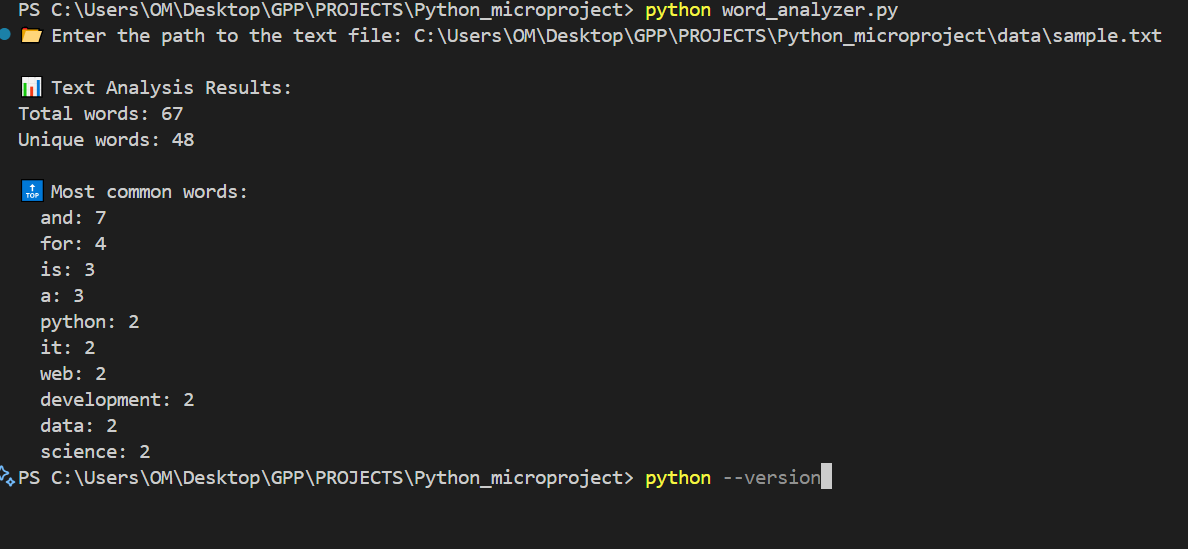 PS C:\Users\OM\Desktop\GPP\PROJECTS\Python_microproject> python word_analyzer.py
📂 Enter the path to the text file: C:\Users\OM\Desktop\GPP\PROJECTS\Python_microproject\data\sample.txt
📊 Text Analysis Results:
Total words: 67
Unique words: 48
🔝 Most common words:
and: 7
for: 4
is: 3
a: 3
python: 2
it: 2
web: 2
development: 2
data: 2
science: 2
PS C:\Users\OM\Desktop\GPP\PROJECTS\Python_microproject> python --version